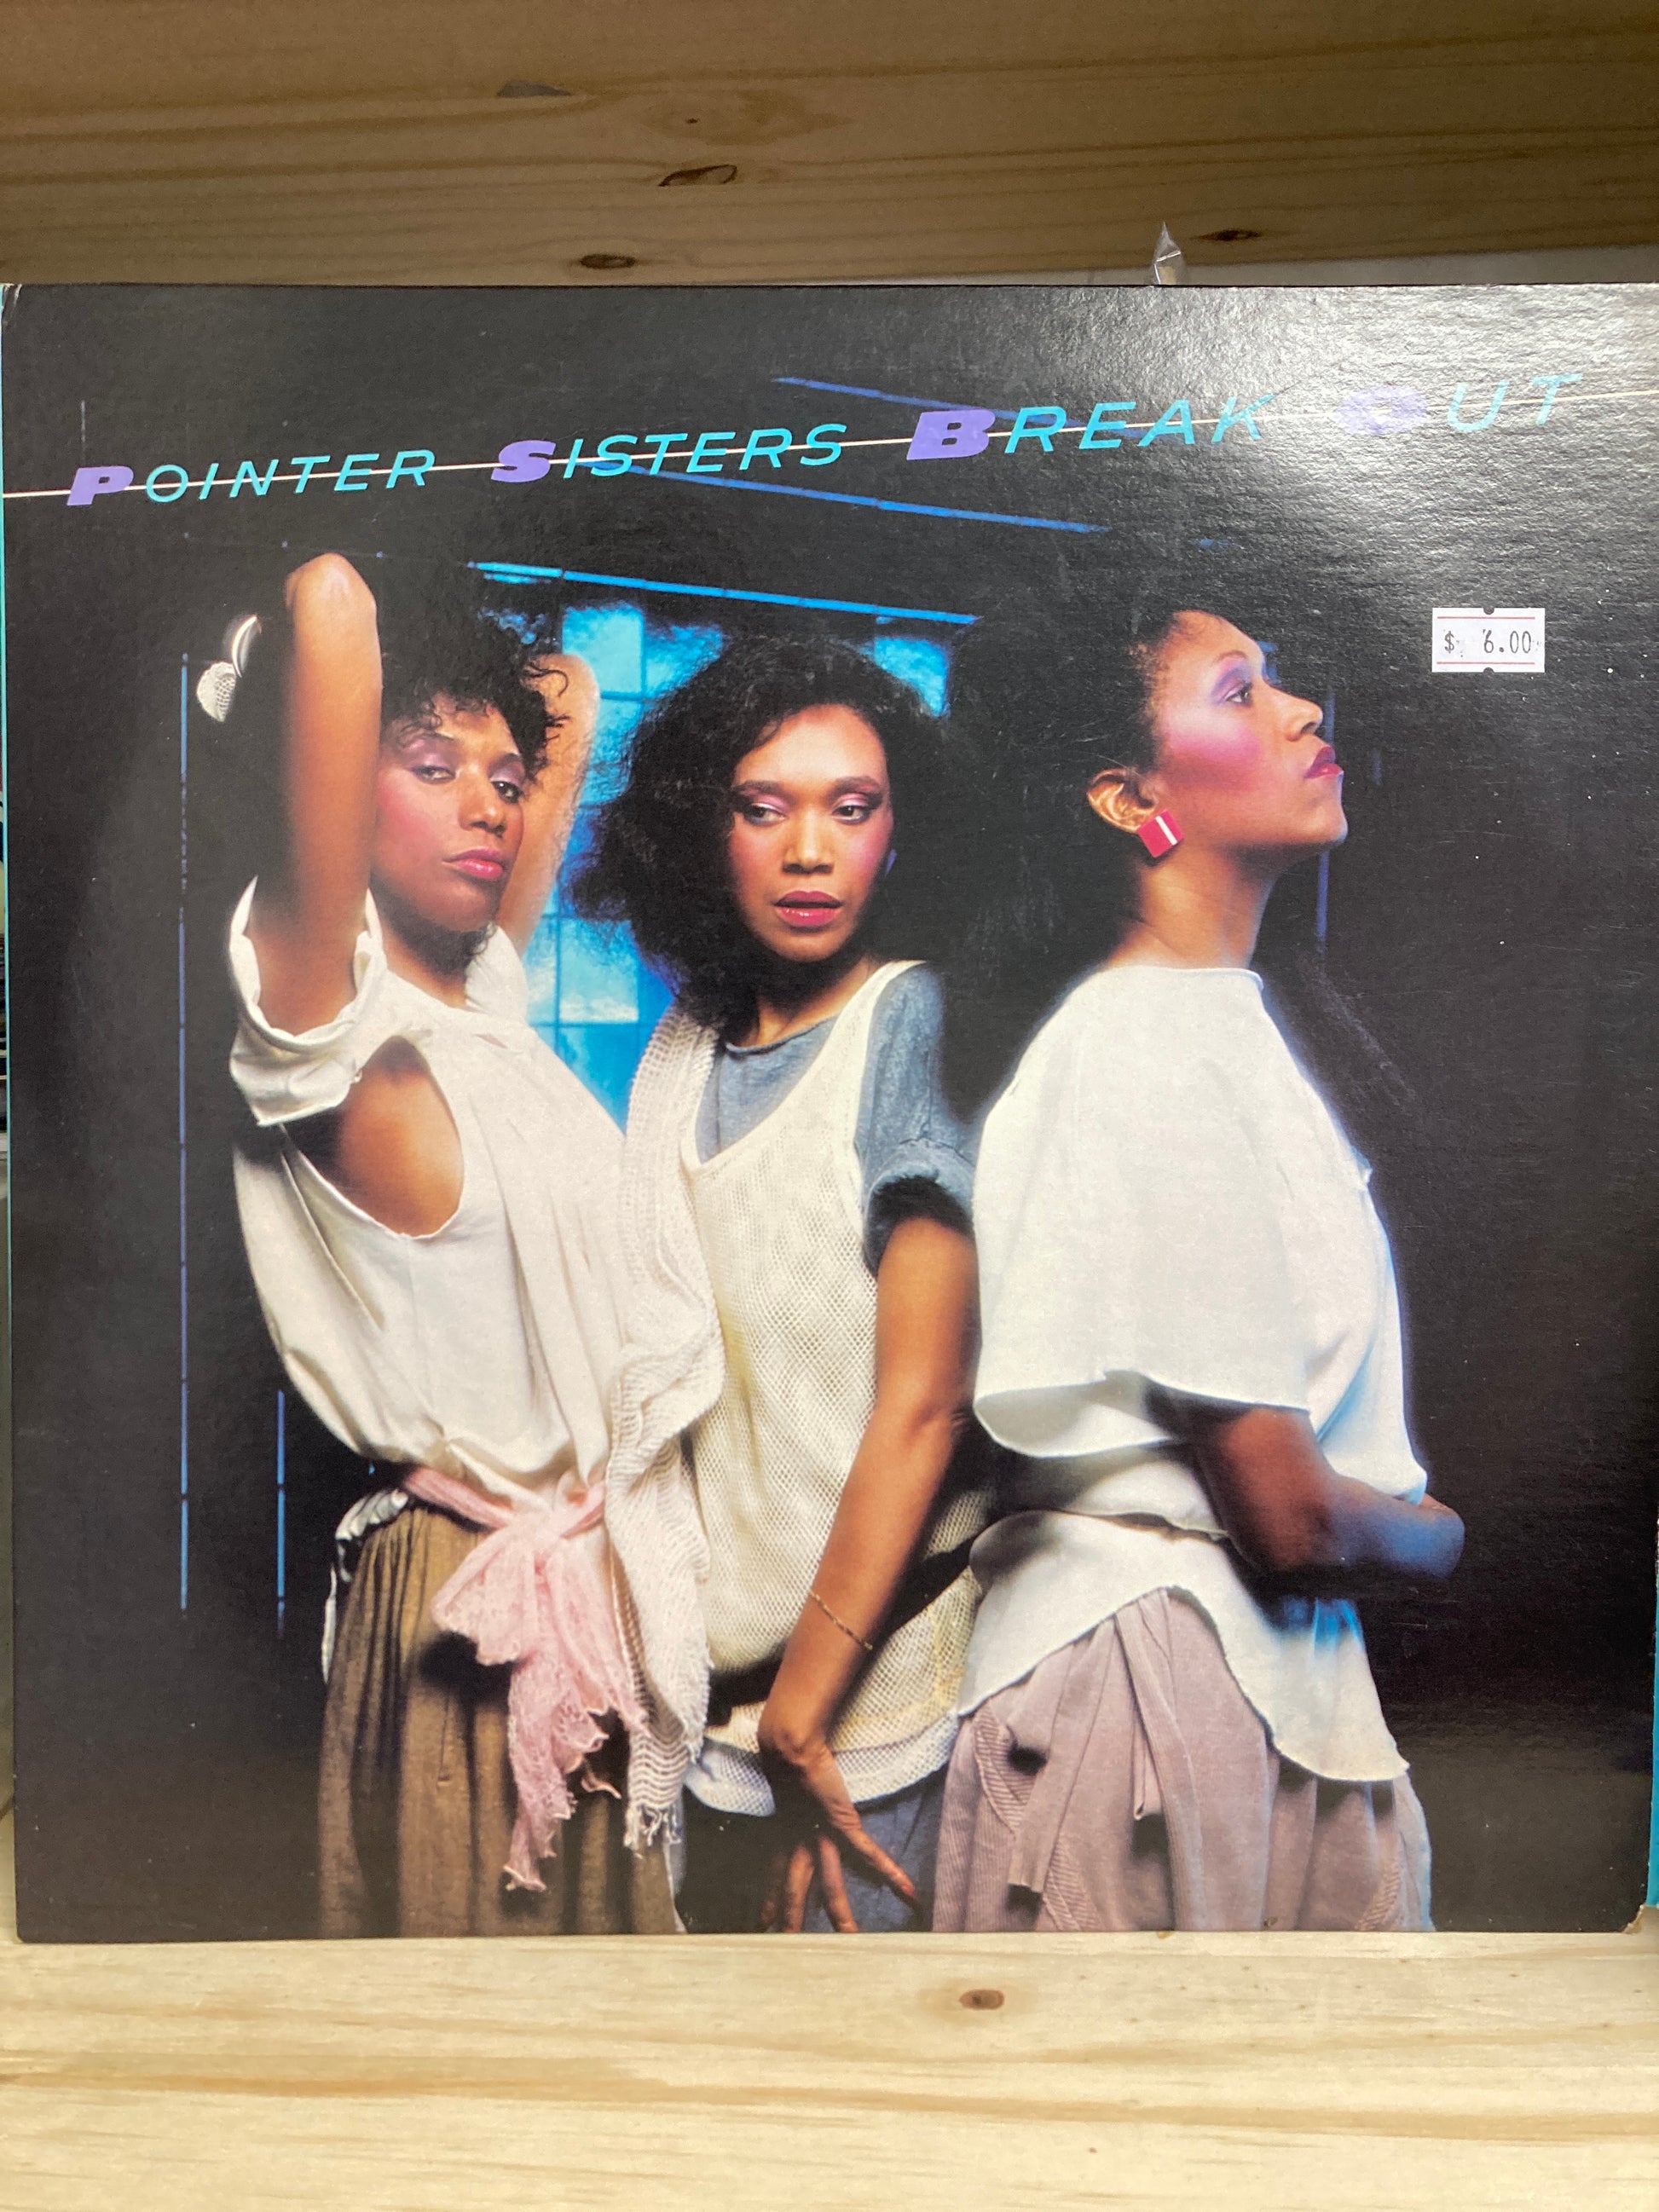 POINTER SISTERS BREAK OUT
$ 6.00